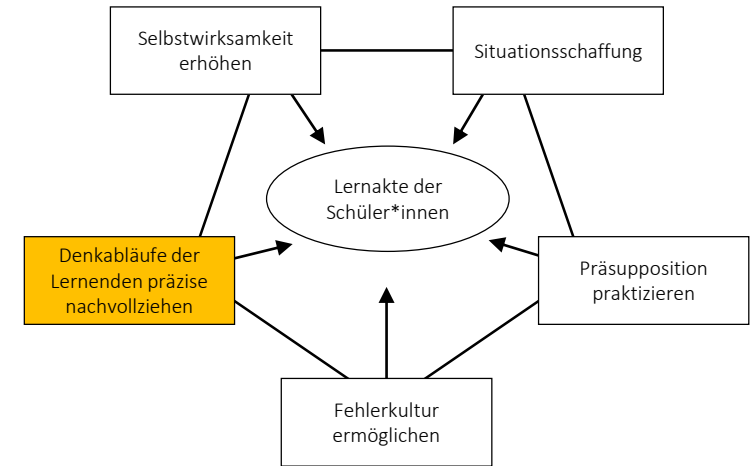 Selbstwirksamkeit
erhöhen
Situationsschaffung
Lernakte der
Schüler*innen
Denkabläufe der
Lernenden präzise
nachvollziehen
Präsupposition
praktizieren
Fehlerkultur
ermöglichen